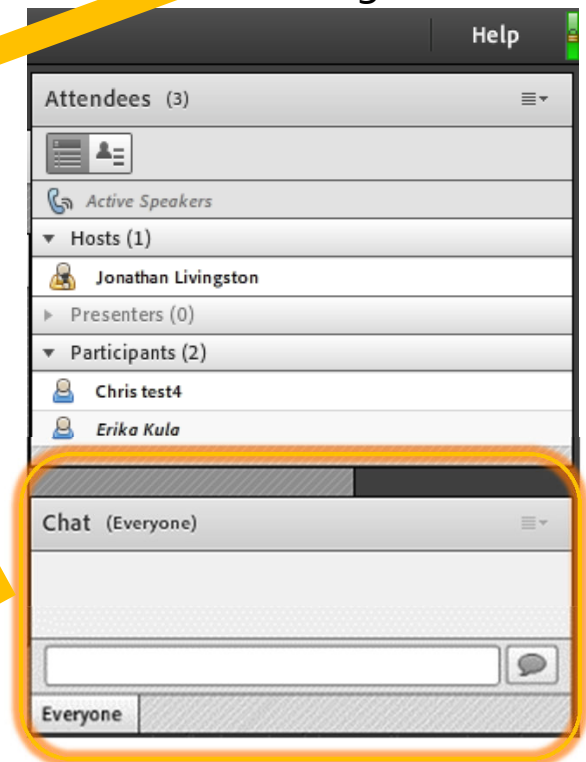 Help
Attendees (3)
Active Speakers
Hosts (1)
Jonathan Livingston
Presenters (0)
Participants (2)
Chris test4
Erika Kula
Chat (Everyone)
Everyone